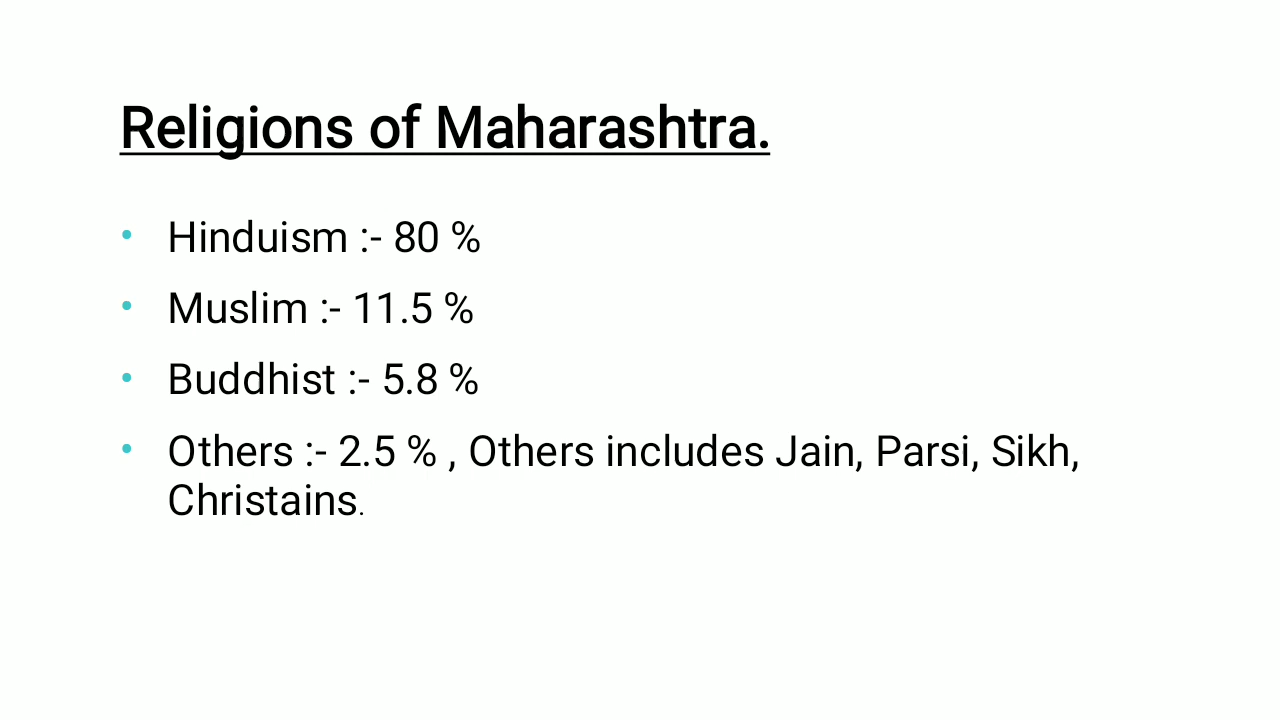 Religions of Maharashtra.
• Hinduism :- 80 %
• Muslim :- 11.5 %
• Buddhist :- 5.8 %
• Others :- 2.5 % , Others includes Jain, Parsi, Sikh,
Christains.